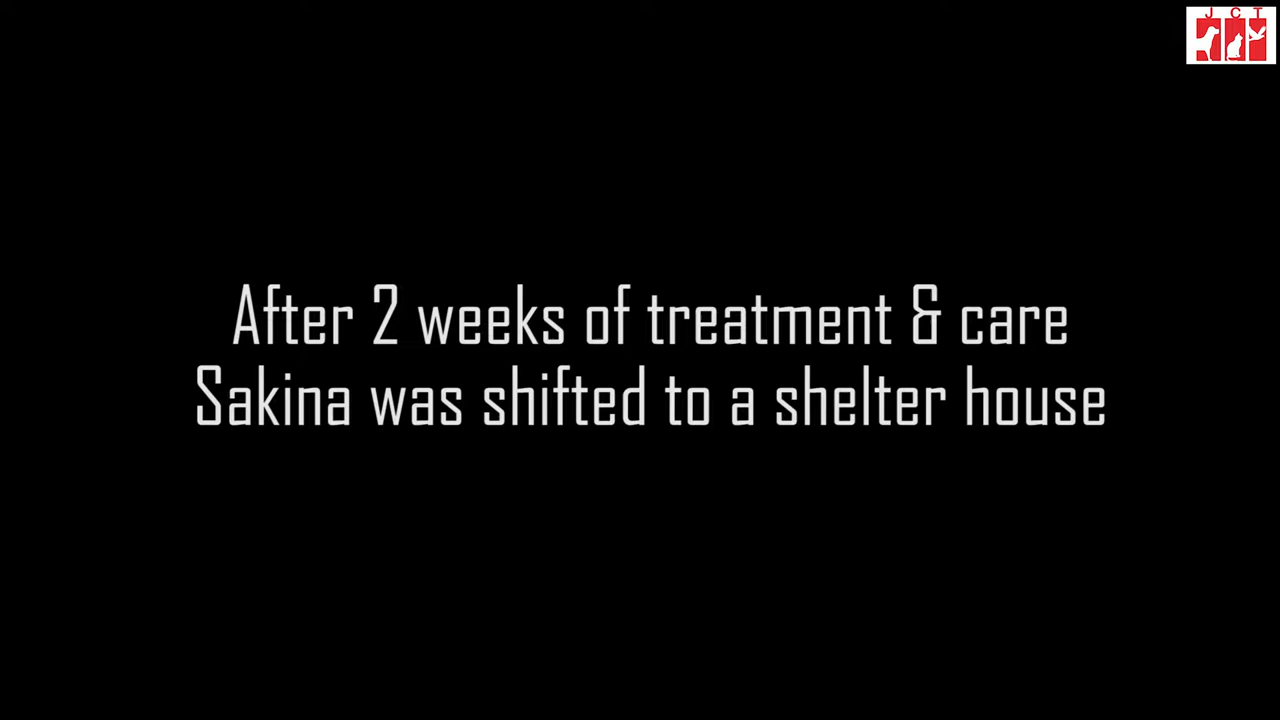 J C T
After 2 weeks of treatment & care
Sakina was shifted to a shelter house